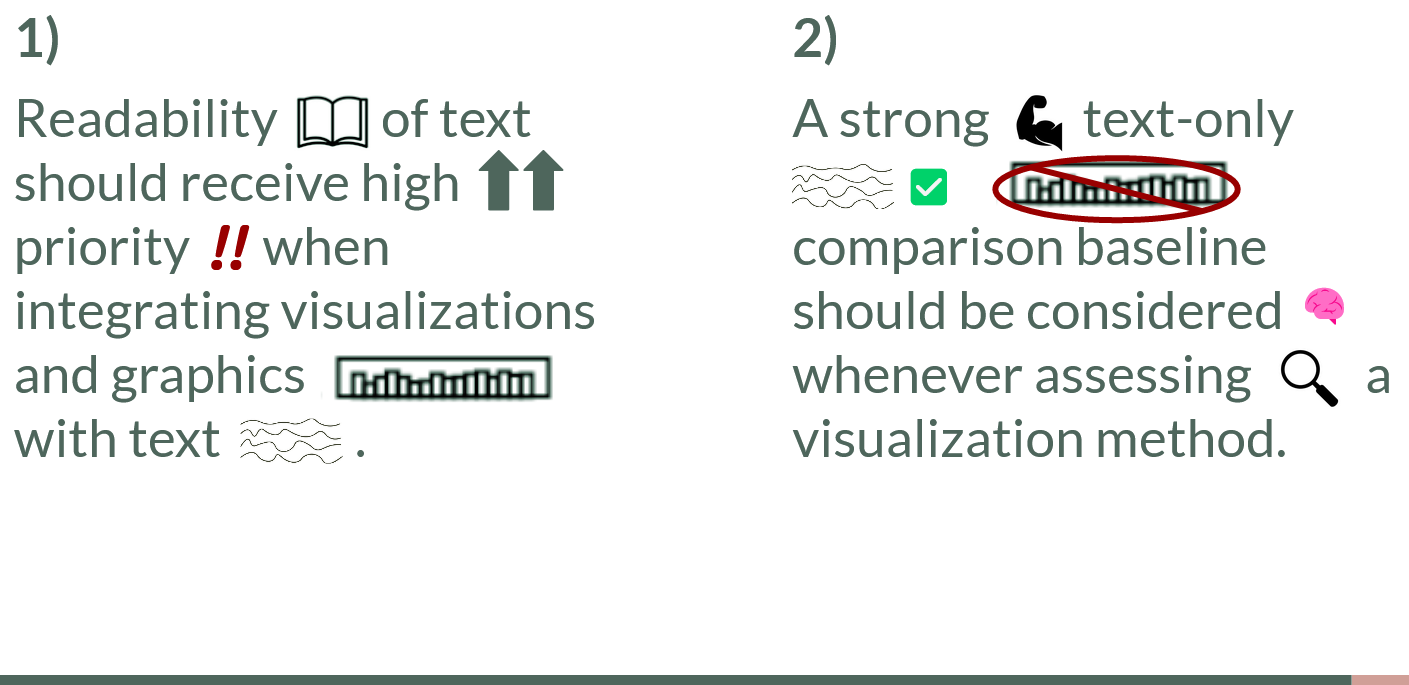 1)
Readability of text
should receive high
priority !! when
integrating visualizations
and graphics
with text .
2)
A strong text-only
comparison baseline
should be considered
whenever assessing a
visualization method.